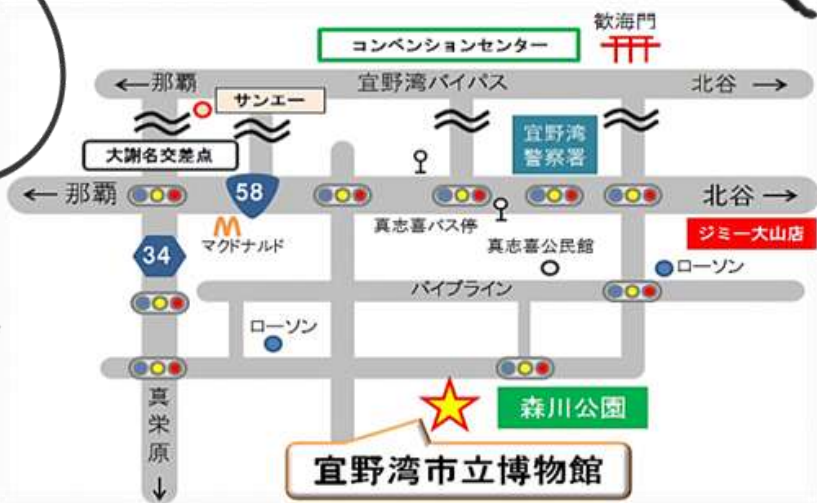 歓海門
コンベンションセンター
←那覇
宜野湾バイパス
北谷→
サンエー
宜野湾
警察署
大謝名交差点
←那覇
58
北谷→
真志喜バス停
マクドナルド
ジミー大山店
34
真志喜公民館
ローソン
パイプライン
ローソン
真栄原
↓
森川公園
宜野湾市立博物館